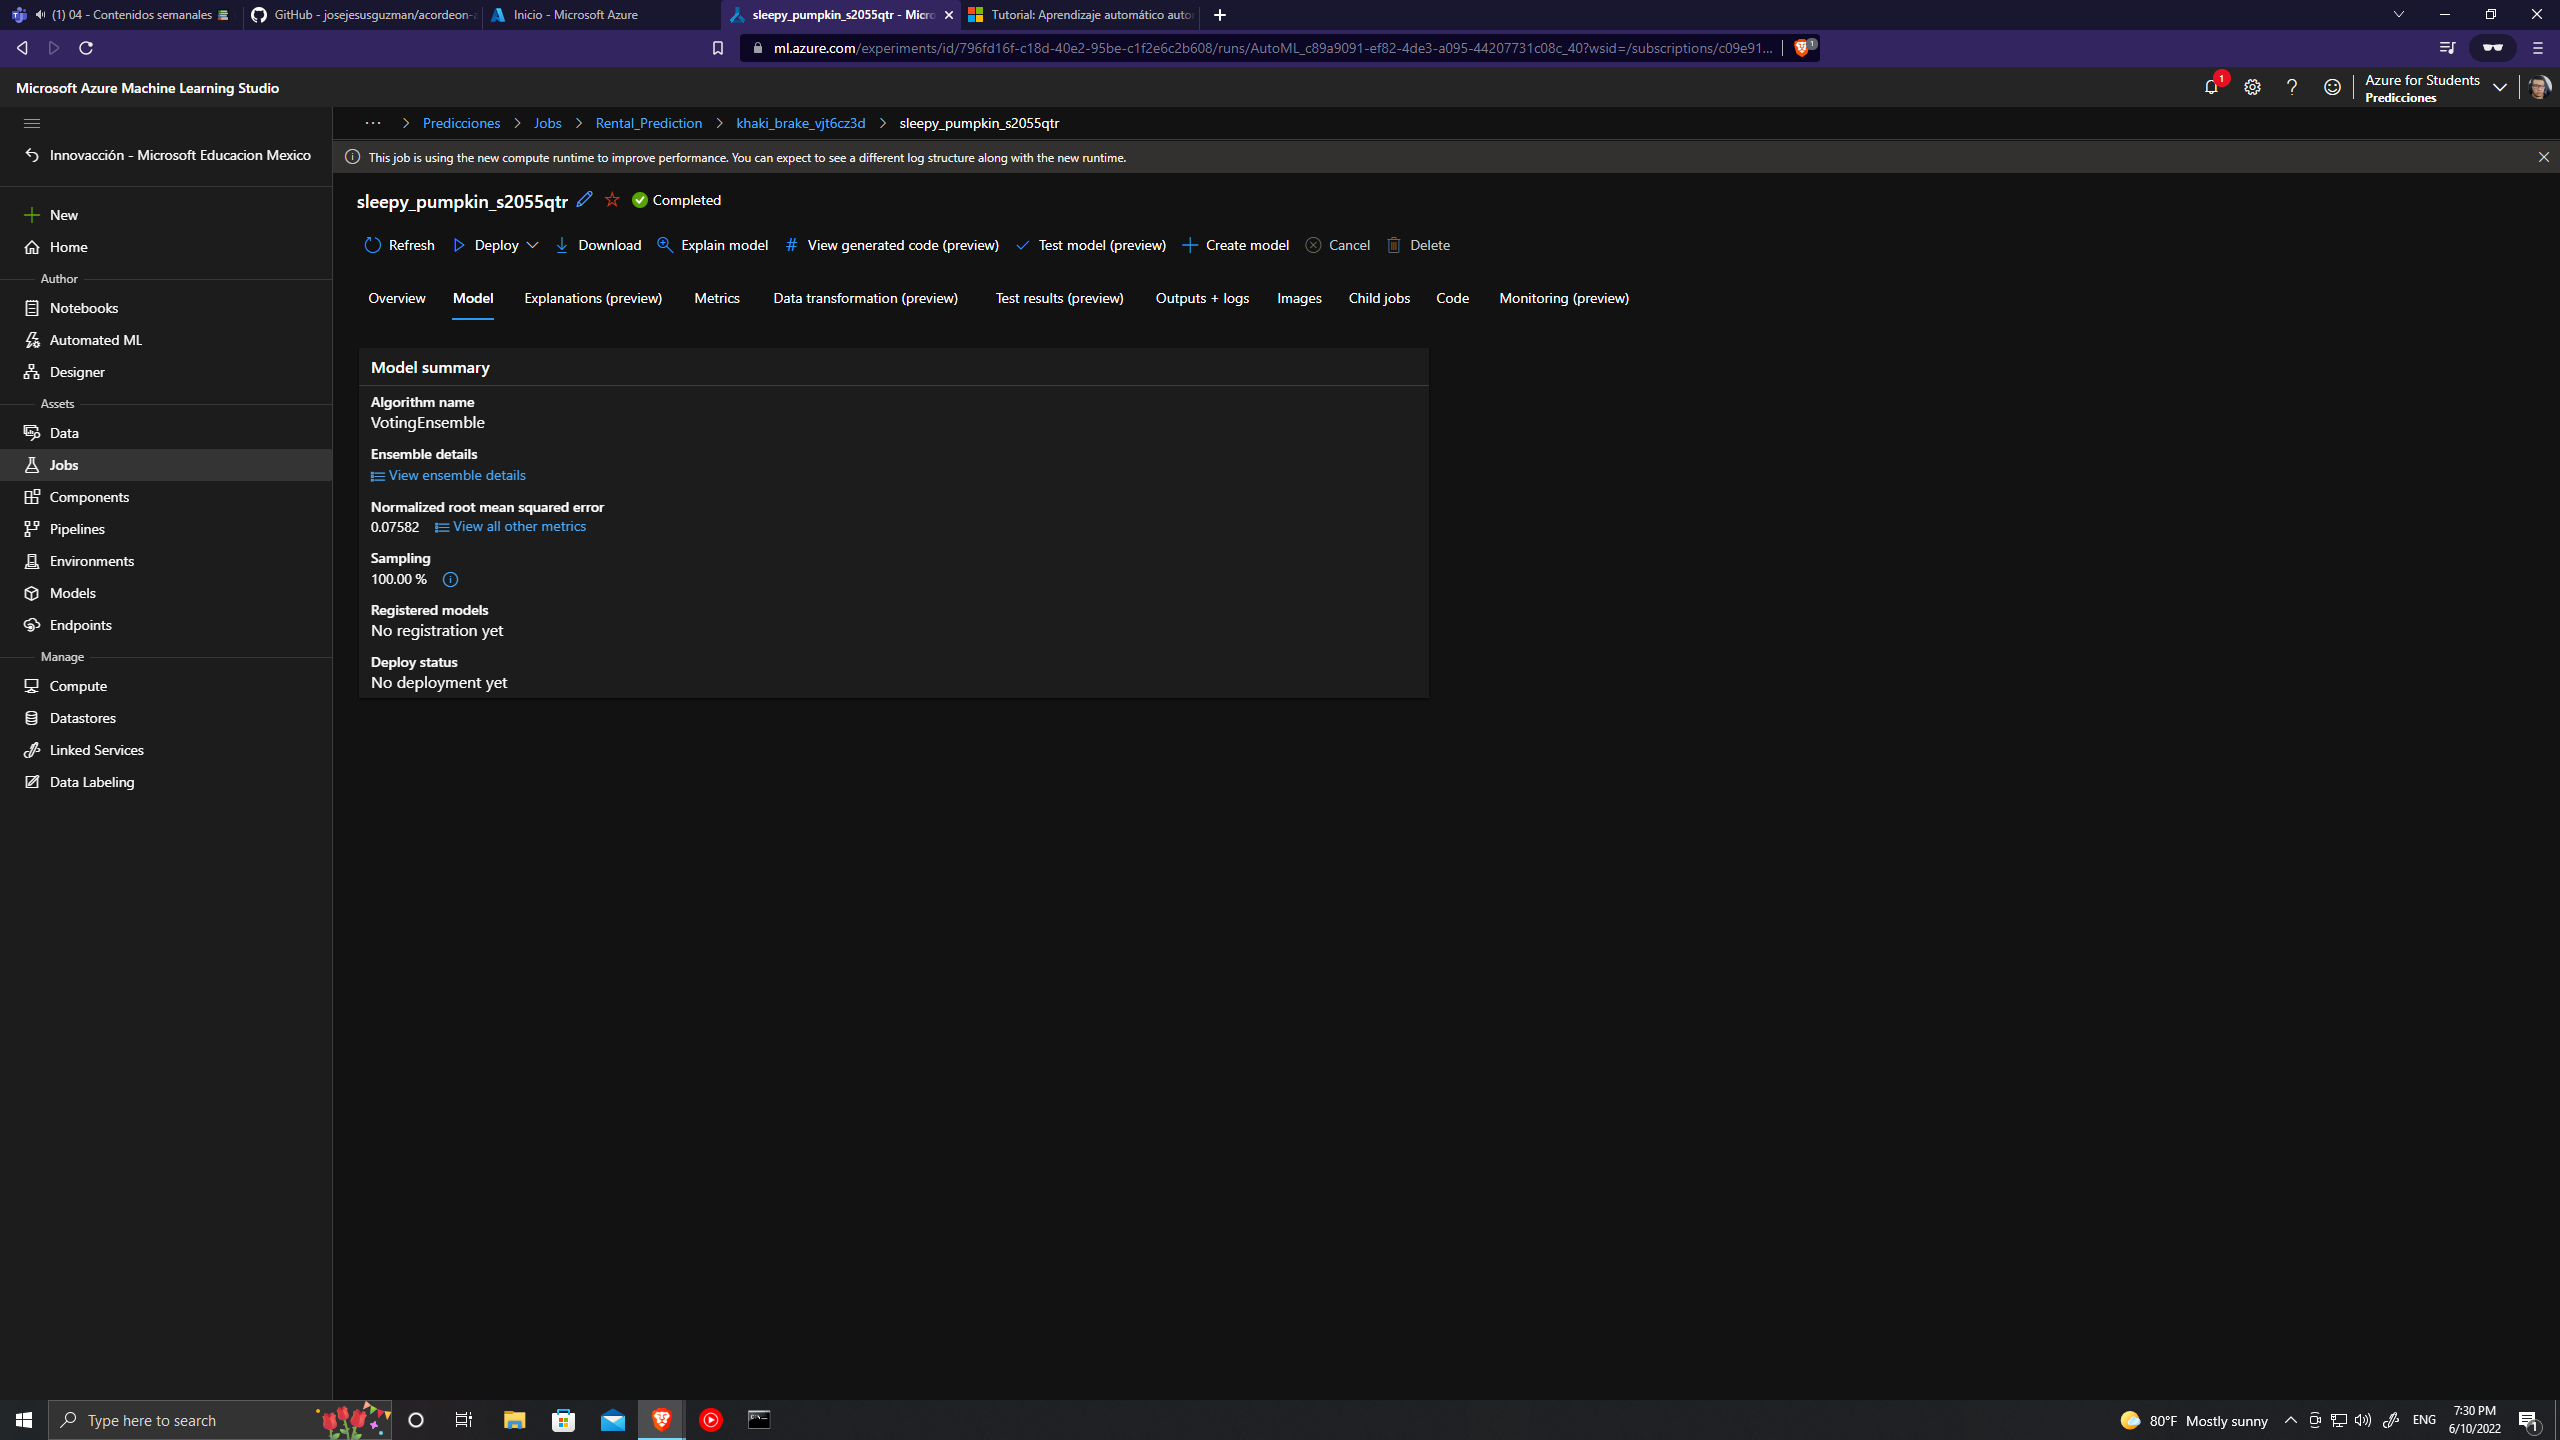 (1) 04 - Contenidos semanales
GitHub - josejesusguzman/acordeon-
Inicio - Microsoft Azure
sleepy_pumpkin_s2055qtr - Micro
Tutorial: Aprendizaje automático auto
ml.azure.com/experiments/id/796fd16f-c18d-40e2-95be-c1f2e6c2b608/runs/AutoML_c89a9091-ef82-4de3-a095-44207731c08c_40?wsid=/subscriptions/c09e91...
1
Microsoft Azure Machine Learning Studio
1
Azure for Students
Predicciones
... > Predicciones > Jobs > Rental_Prediction > khaki_brake_vjt6cz3d > sleepy_pumpkin_s2055qtr
This job is using the new compute runtime to improve performance. You can expect to see a different log structure along with the new runtime.
Innovacción - Microsoft Educacion Mexico
New
Home
Author
Notebooks
Automated ML
Designer
Assets
Data
Jobs
Components
Pipelines
Environments
Models
Endpoints
Manage
Compute
Datastores
Linked Services
Data Labeling
sleepy_pumpkin_s2055qtr Completed
Refresh Deploy Download Explain model # View generated code (preview) Test model (preview) Create model Cancel Delete
Overview Model Explanations (preview) Metrics Data transformation (preview) Test results (preview) Outputs + logs Images Child jobs Code Monitoring (preview)
Model summary
Algorithm name
VotingEnsemble
Ensemble details
View ensemble details
Normalized root mean squared error
0.07582 View all other metrics
Sampling
100.00 %
Registered models
No registration yet
Deploy status
No deployment yet
Type here to search
80°F Mostly sunny
ENG
7:30 PM
6/10/2022
1